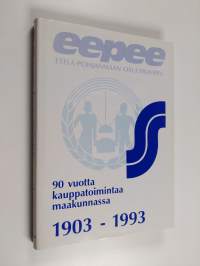 eepee
ETELÄ-POHJANMAAN OSUUSKAUPPA
90 vuotta
kauppatoimintaa
maakunnassa
1903 - 1993